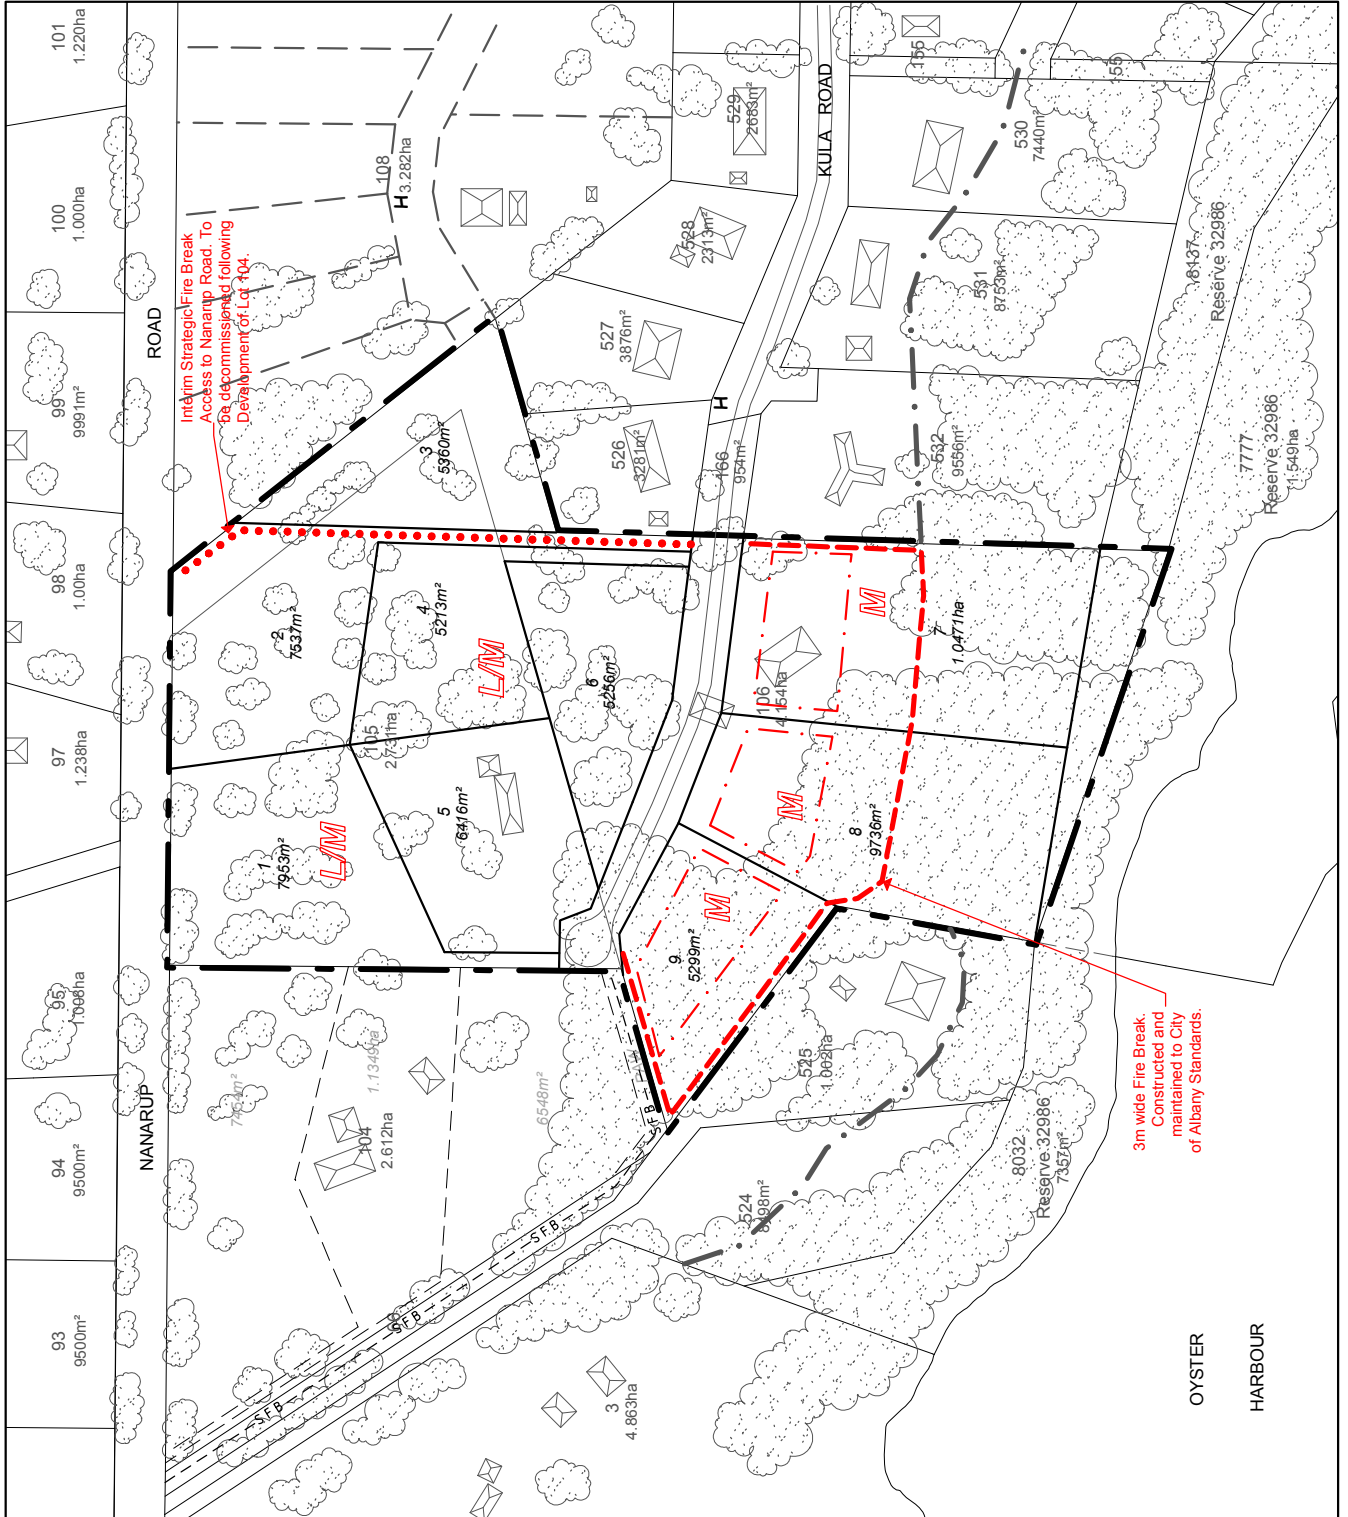 101
1.220ha
100
1.000ha
99
9991m²
98
1.00ha
97
1.238ha
95
1.008ha
94
9500m²
93
9500m²
ROAD
NANARUP
Interim Strategic Fire Break
Access to Nanarup Road. To
be decommissioned following
Development of Lot 104.
108
3.282ha
H
529
2683m²
528
2313m²
527
3876m²
526
3281m²
166
954m²
H
KULA ROAD
155
55
530
7440m²
531
8753m²
532
9556m²
8137
Reserve 32986
7777
Reserve 32986
1.549ha
3
5360m²
2
7537m²
4
5213m²
L/M
6
5256m²
105
2.731ha
5
6416m²
1
7953m²
L/M
106
4.154ha
M
7
1.0471ha
M
8
9736m²
M
9
5299m²
525
1.002ha
3m wide Fire Break.
Constructed and
maintained to City
of Albany Standards.
8032
Reserve 32986
7357m²
524
1.1349ha
6548m²
104
2.612ha
SFB
SFB
SFB
SFB
3
4.863ha
OYSTER
HARBOUR